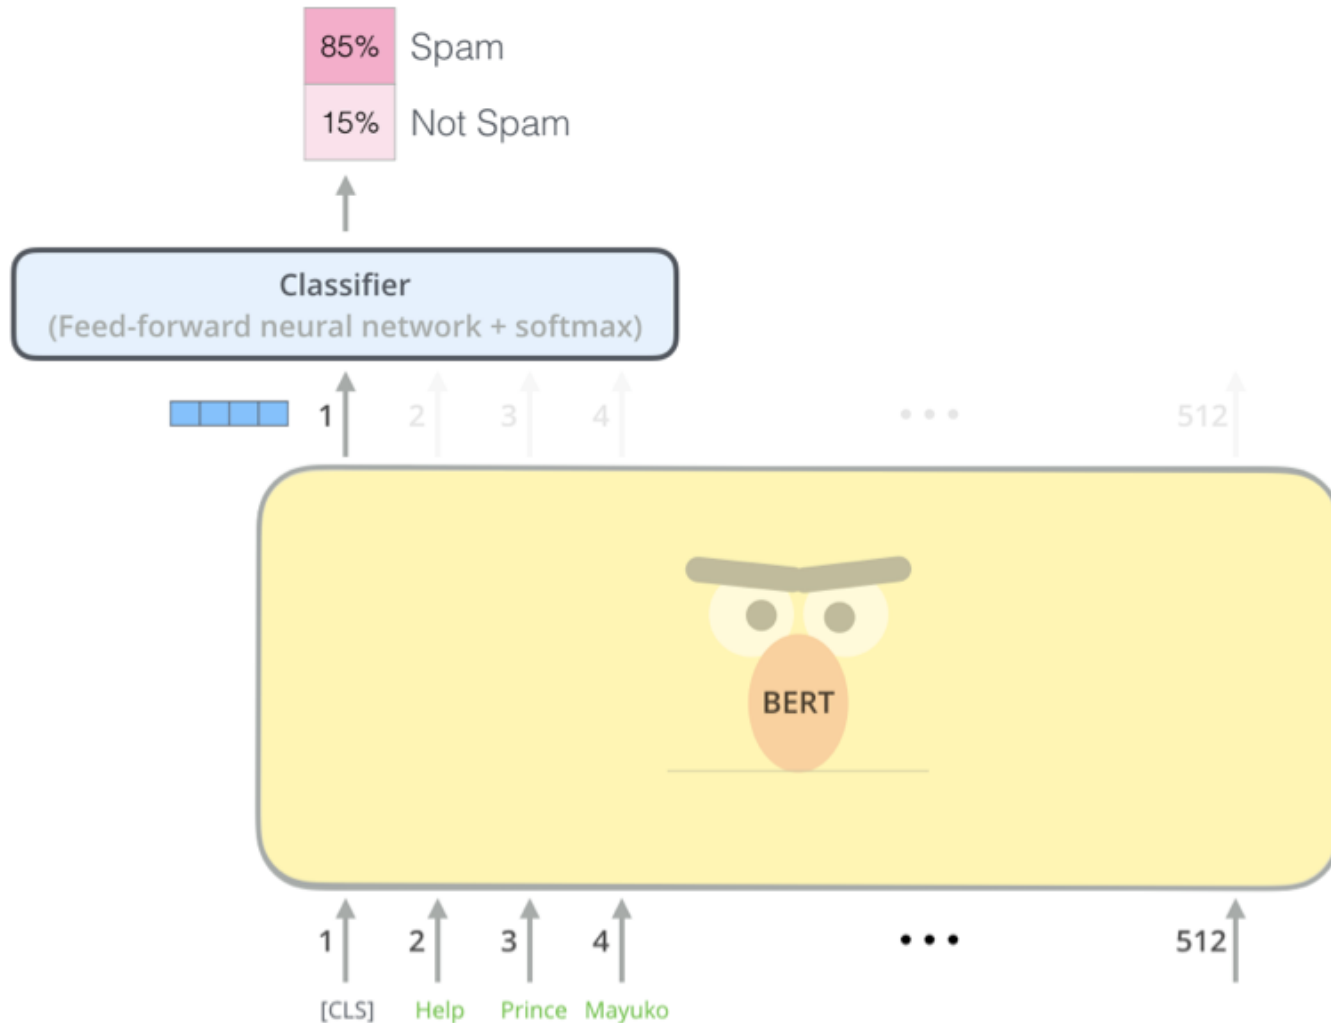 85% Spam
15% Not Spam
Classifier
(Feed-forward neural network + softmax)
1 2 3 4 ••• 512
BERT
1 2 3 4 ••• 512
[CLS] Help Prince Mayuko